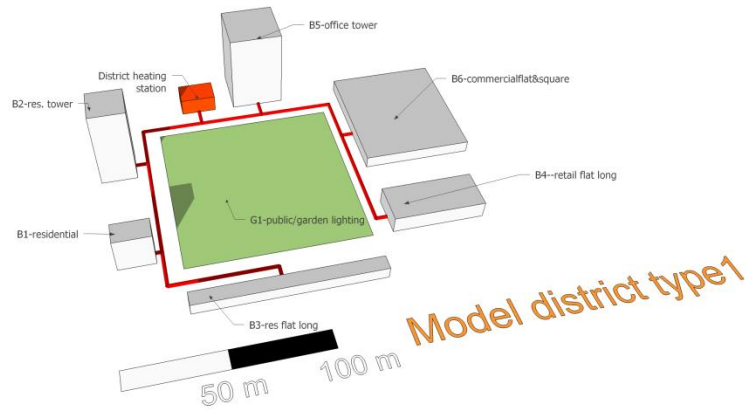 B5-office tower
District heating
station
B2-res. tower
B6-commercialflat&square
B4--retail flat long
G1-public/garden lighting
B1-residential
B3-res flat long
Model district type1
50 m
100 m